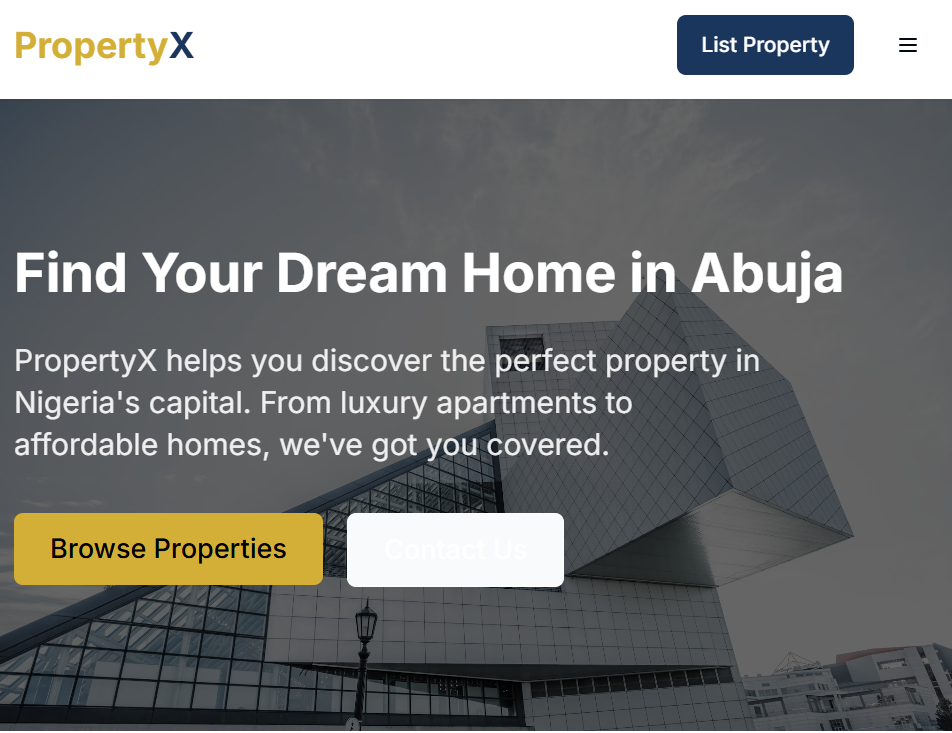 PropertyX
List Property
Find Your Dream Home in Abuja
PropertyX helps you discover the perfect property in
Nigeria's capital. From luxury apartments to
affordable homes, we've got you covered.
Browse Properties
Contact Us